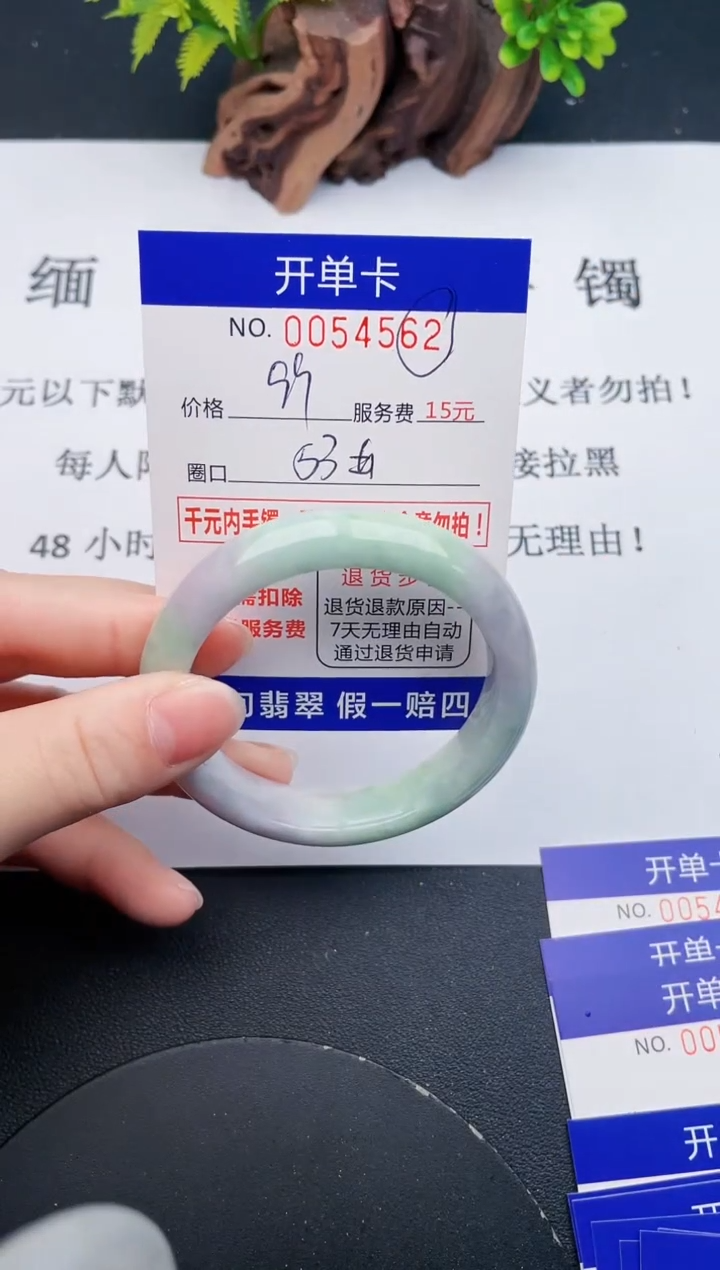 开单卡
NO. 0054562
缅 镯
价格 服务费 15元
元以下默 义者勿拍！
圈口 53
每人 接拉黑
千元内手镯 意勿拍！
48 小时 无理由！
需扣除
服务费
退货步
退货退款原因--
7天无理由自动
通过退货申请
翡翠 假一赔四
开单卡
NO. 0054
开单
开单
NO. 00
开